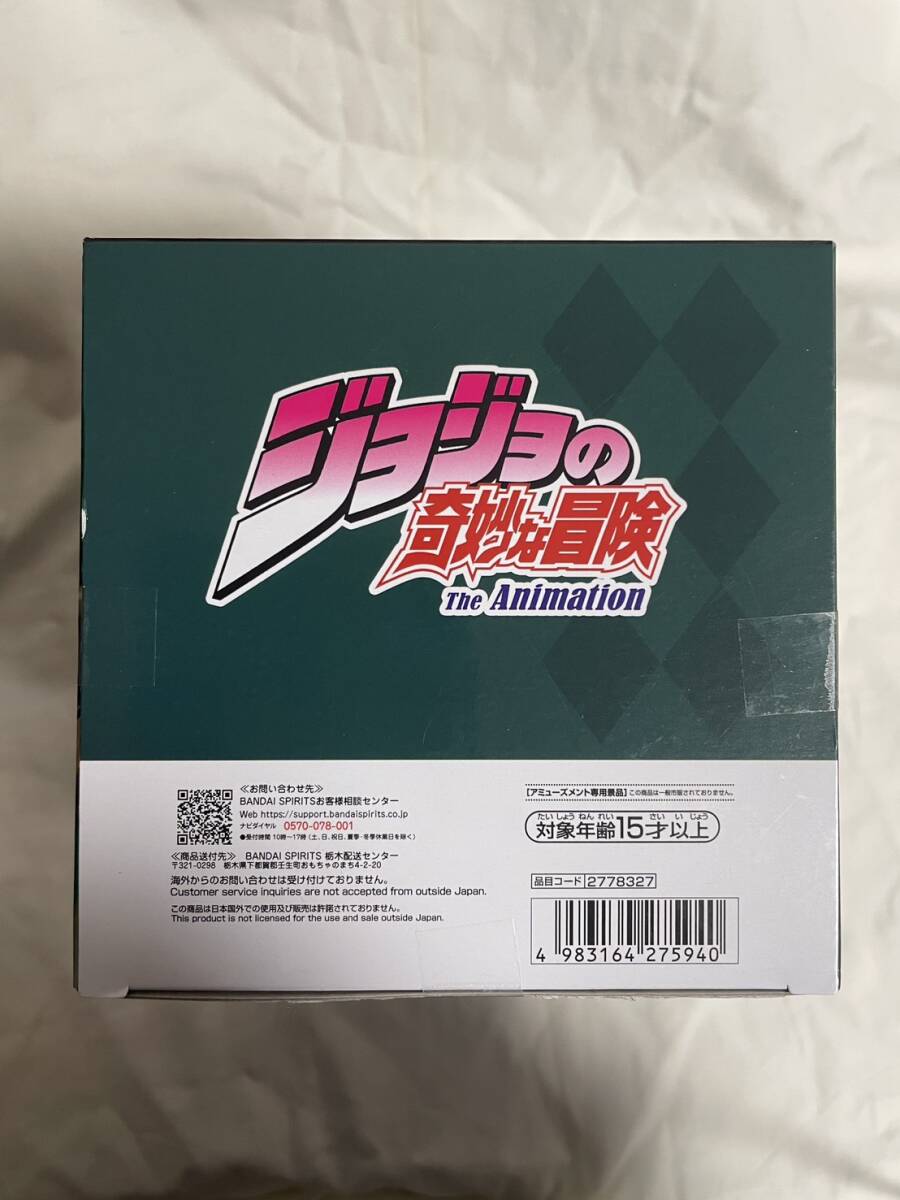 ジョジョの
奇妙な冒険
The Animation
≪お問い合わせ先≫
BANDAI SPIRITSお客様相談センター
Web https://support.bandaispirits.co.jp
ナビダイヤル 0570-078-001
●受付時間 10時～17時 (土、日、祝日、夏季・冬季休業日を除く)
≪商品送付先≫ BANDAI SPIRITS 栃木配送センター
〒321-0298 栃木県下都賀郡壬生町おもちゃのまち4-2-20
海外からのお問い合わせは受け付けておりません。
Customer service inquiries are not accepted from outside Japan.
この商品は日本国外での使用及び販売は許諾されておりません。
This product is not licensed for the use and sale outside Japan.
【アミューズメント専用景品】この商品は一般市販されておりません。
たいしょうねんれい さいいじょう
対象年齢15才以上
品目コード 2778327
4 983164 275940